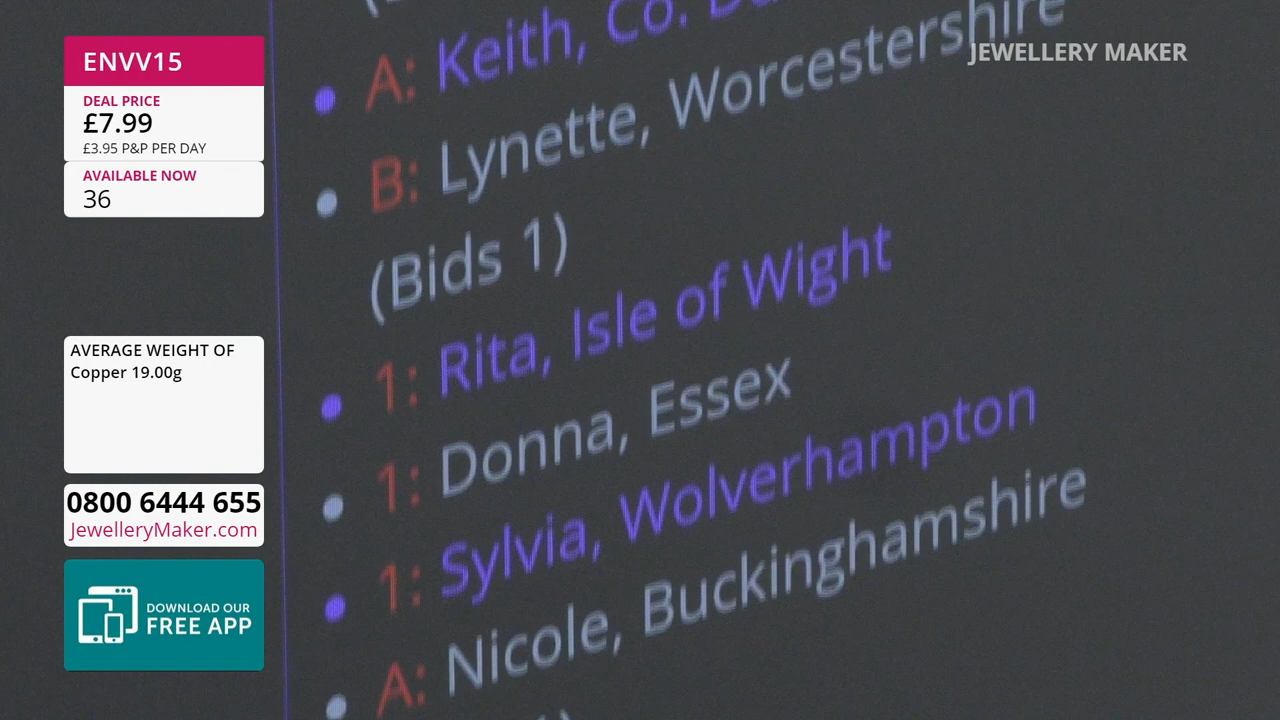 ENVV15
DEAL PRICE
£7.99
£3.95 P&P PER DAY
AVAILABLE NOW
36
AVERAGE WEIGHT OF
Copper 19.00g
0800 6444 655
JewelleryMaker.com
DOWNLOAD OUR
FREE APP
JEWELLERY MAKER
A: Keith, Co.
B: Lynette, Worcestershire
(Bids 1)
1: Rita, Isle of Wight
1: Donna, Essex
1: Sylvia, Wolverhampton
A: Nicole, Buckinghamshire